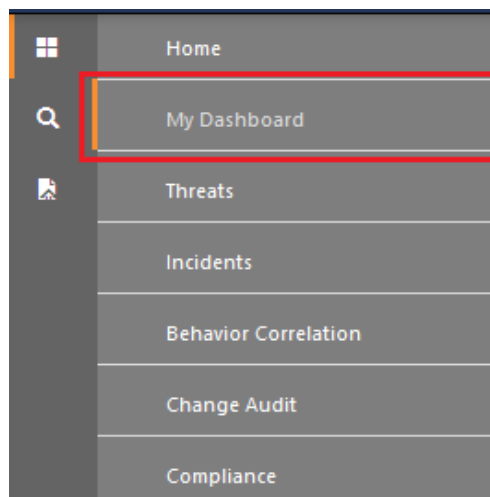 Home
My Dashboard
Threats
Incidents
Behavior Correlation
Change Audit
Compliance